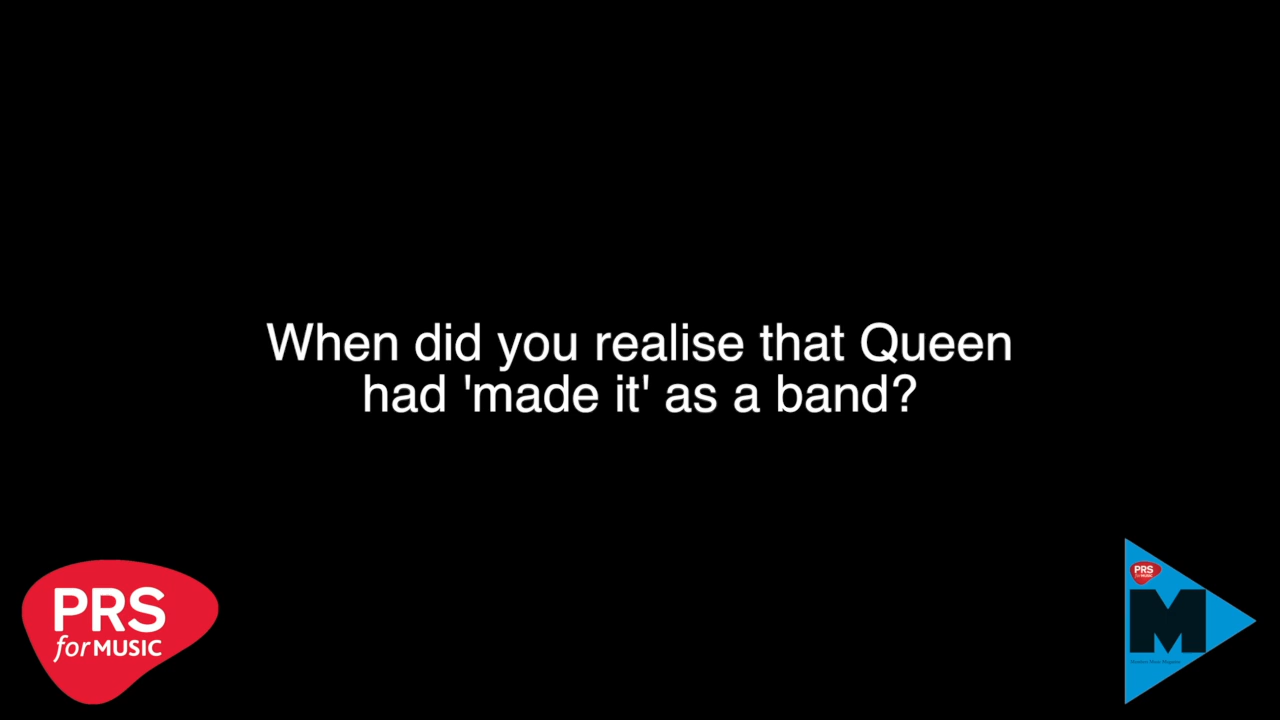 When did you realise that Queen
had 'made it' as a band?
PRS
for MUSIC
PRS
for MUSIC
M